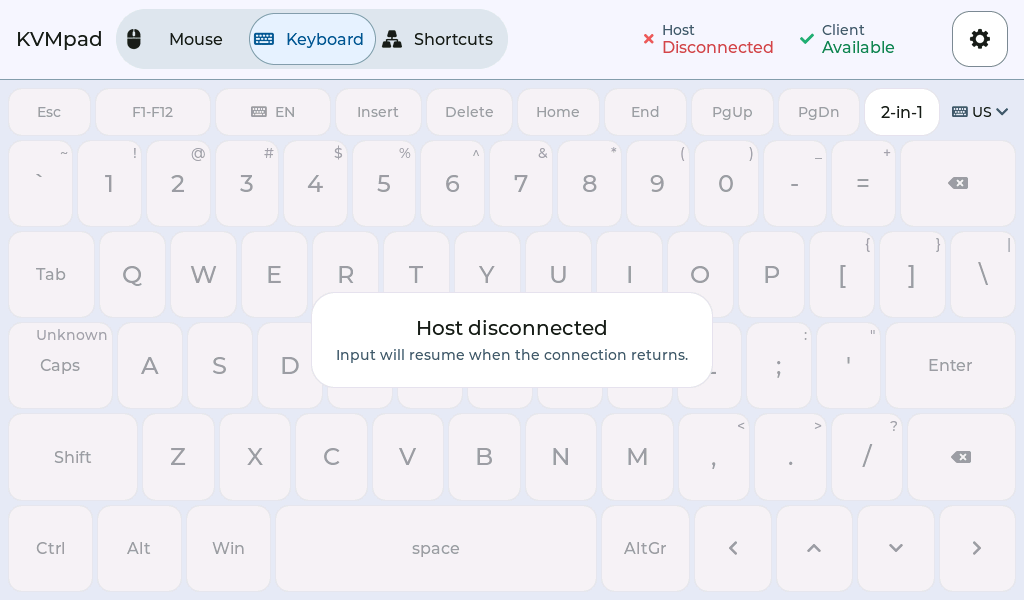 KVMpad
Mouse
Keyboard
Shortcuts
Host
Disconnected
Client
Available
Esc
F1-F12
EN
Insert
Delete
Home
End
PgUp
PgDn
2-in-1
US
~
`
!
1
@
2
#
3
$
4
%
5
^
6
&
7
*
8
(
9
)
0
_
-
+
=
Tab
Q
W
E
R
T
Y
U
I
O
P
{
[
}
]
|
\
Unknown
Caps
A
S
D
Host disconnected
Input will resume when the connection returns.
:
;
"
'
Enter
Shift
Z
X
C
V
B
N
M
<
,
>
.
?
/
Ctrl
Alt
Win
space
AltGr